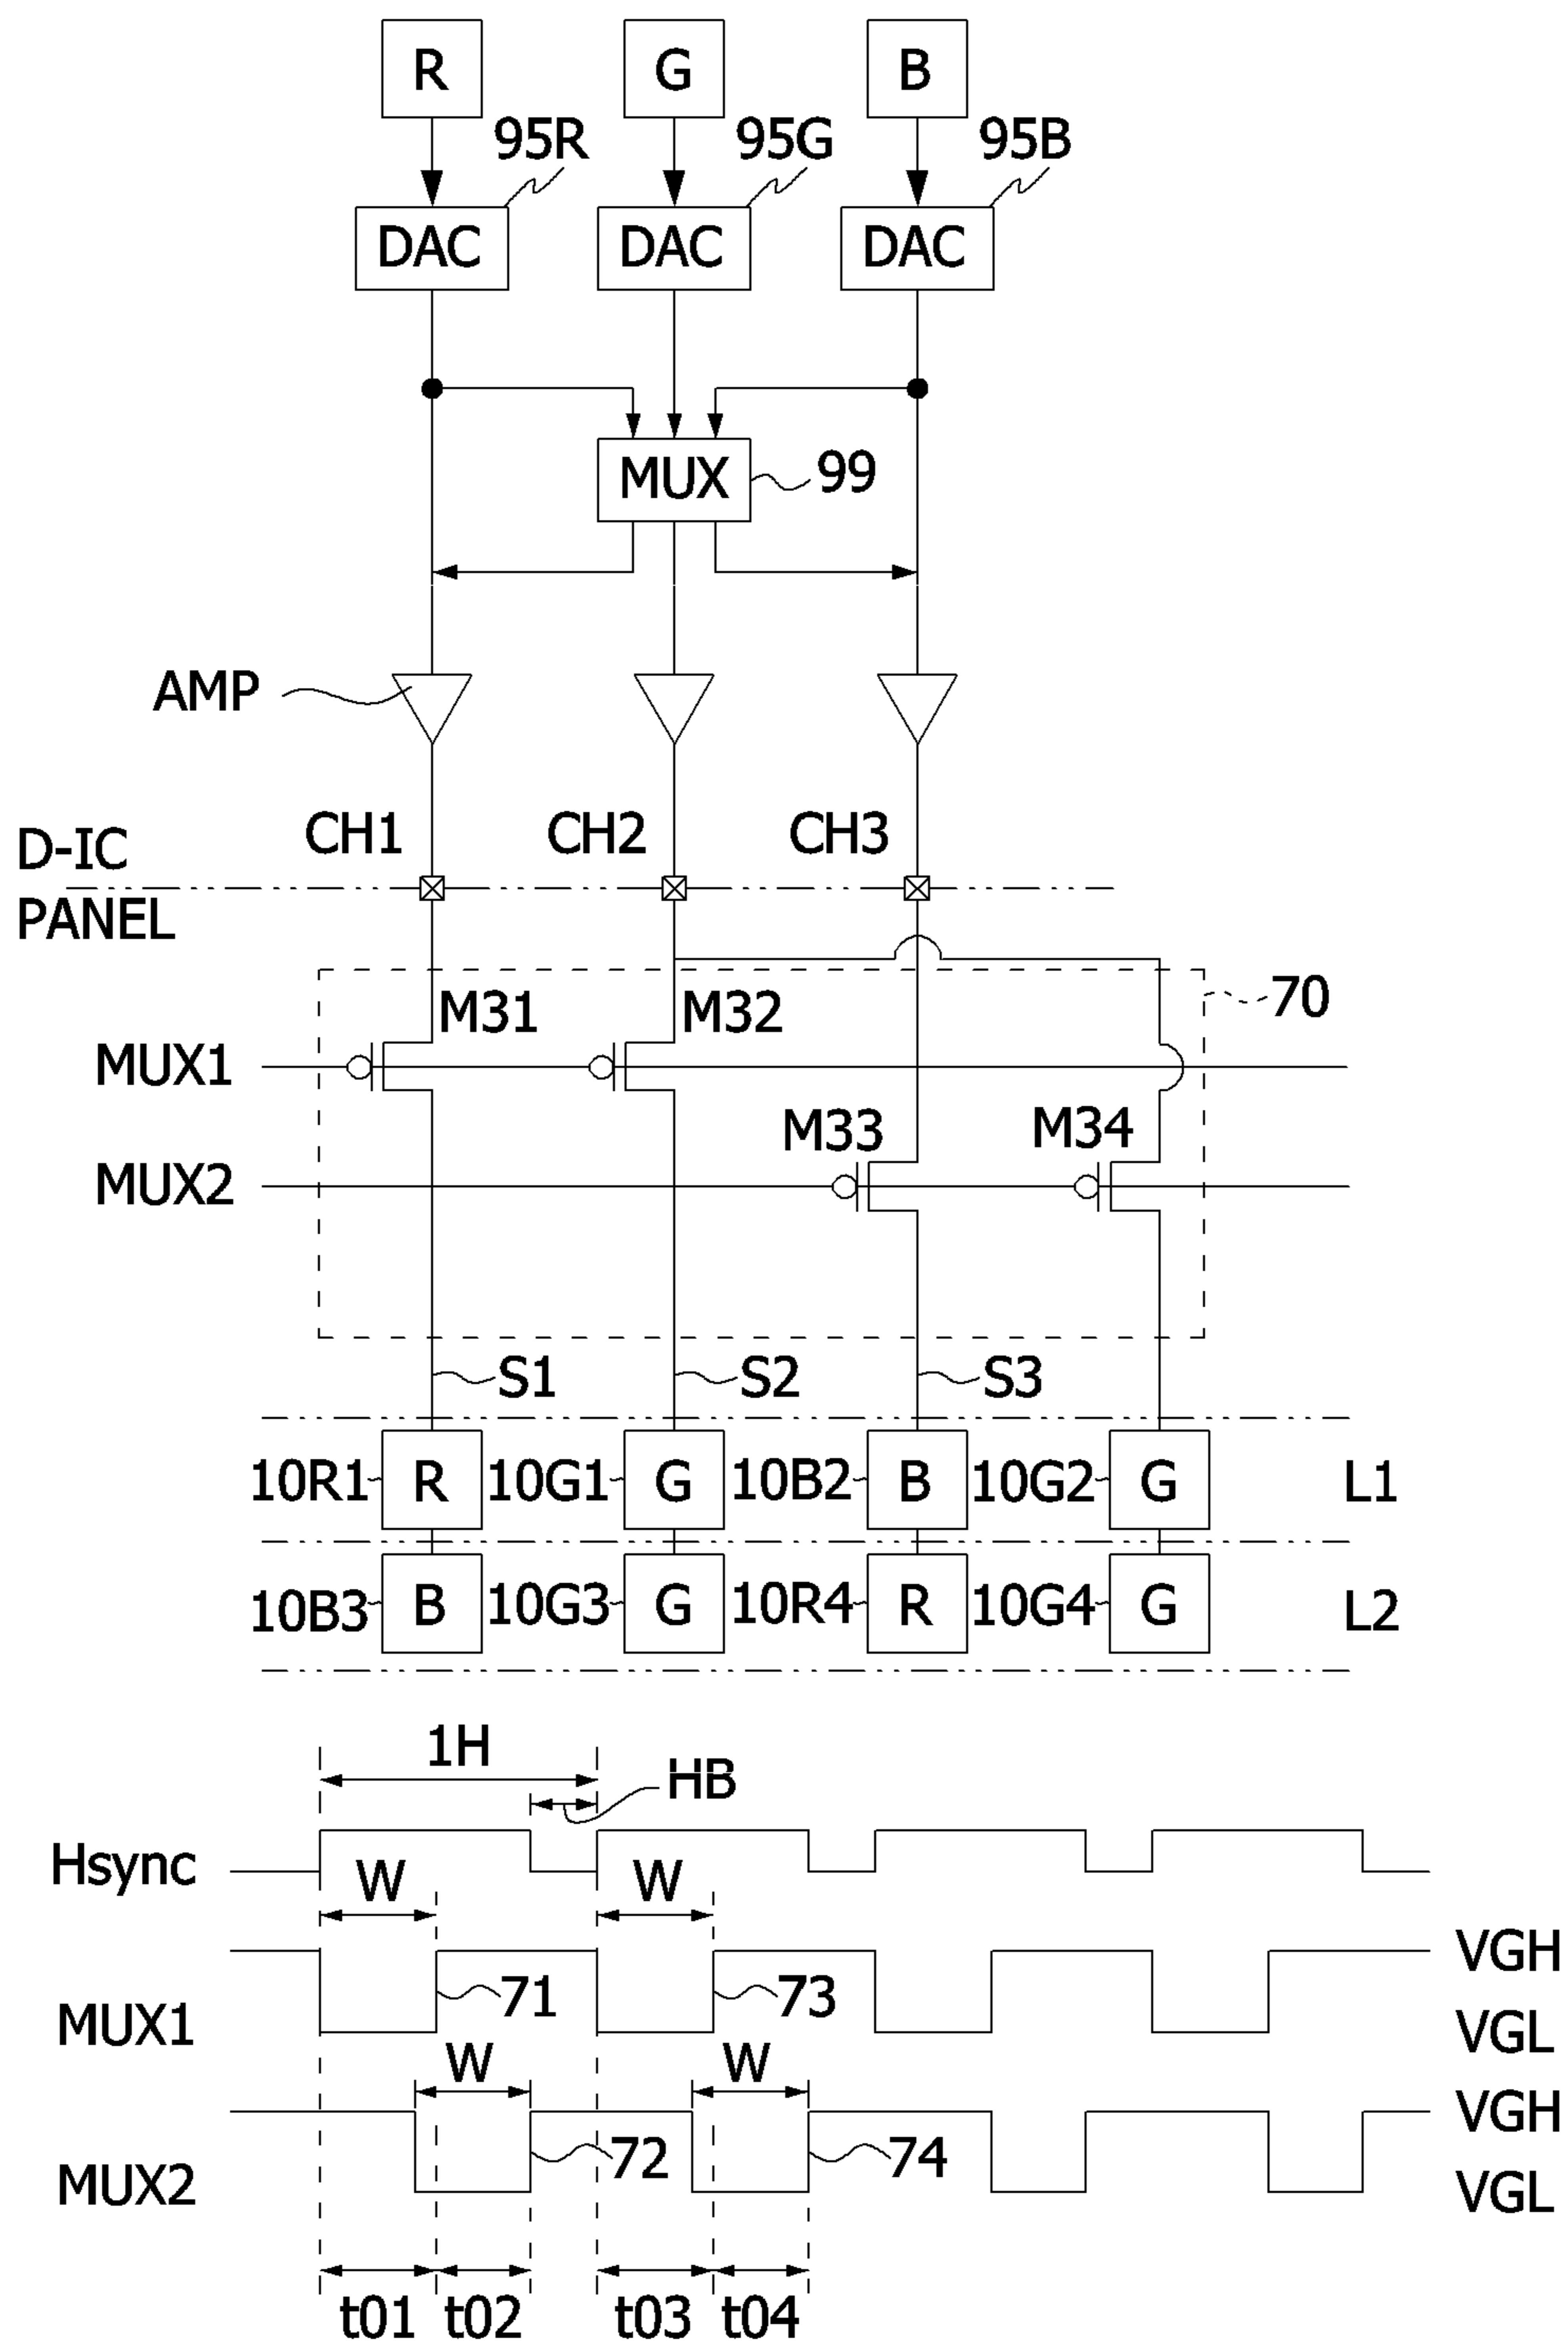 R G B
95R 95G 95B
DAC DAC DAC
MUX 99
AMP
CH1 CH2 CH3
D-IC
PANEL
M31 M32 70
MUX1
M33 M34
MUX2
S1 S2 S3
10R1 R 10G1 G 10B2 B 10G2 G L1
10B3 B 10G3 G 10R4 R 10G4 G L2
1H
HB
Hsync
W W
VGH
71 73
MUX1 VGL
W W
VGH
72 74
MUX2 VGL
t01 t02 t03 t04